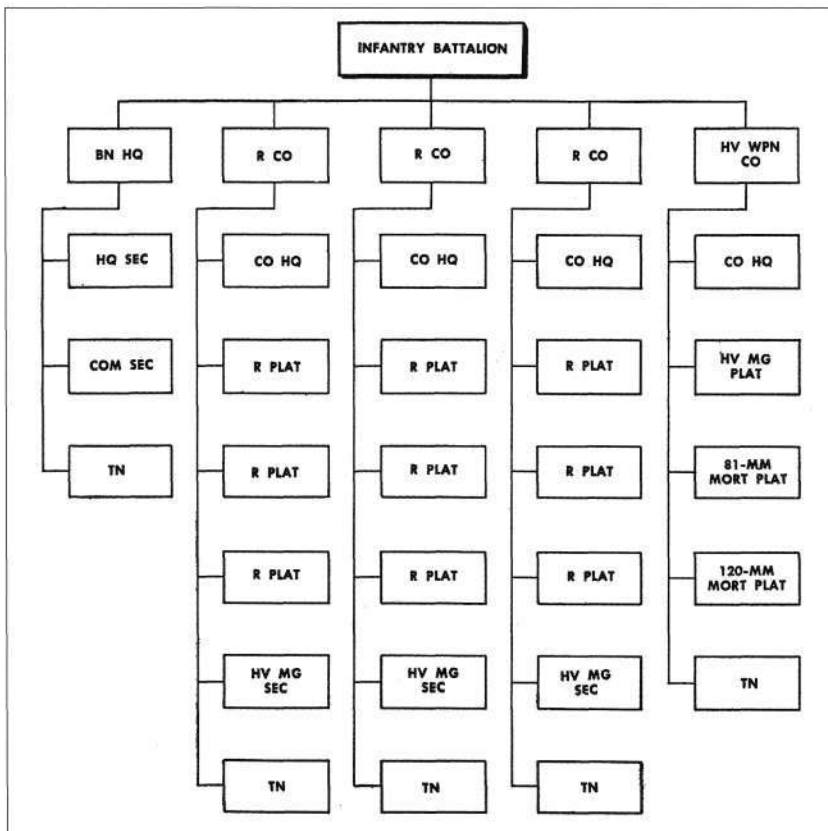 INFANTRY BATTALION
BN HQ
R CO
R CO
R CO
HV WPN
CO
HQ SEC
CO HQ
CO HQ
CO HQ
CO HQ
COM SEC
R PLAT
R PLAT
R PLAT
HV MG
PLAT
TN
R PLAT
R PLAT
R PLAT
81-MM
MORT PLAT
R PLAT
R PLAT
R PLAT
120-MM
MORT PLAT
HV MG
SEC
HV MG
SEC
HV MG
SEC
TN
TN
TN
TN